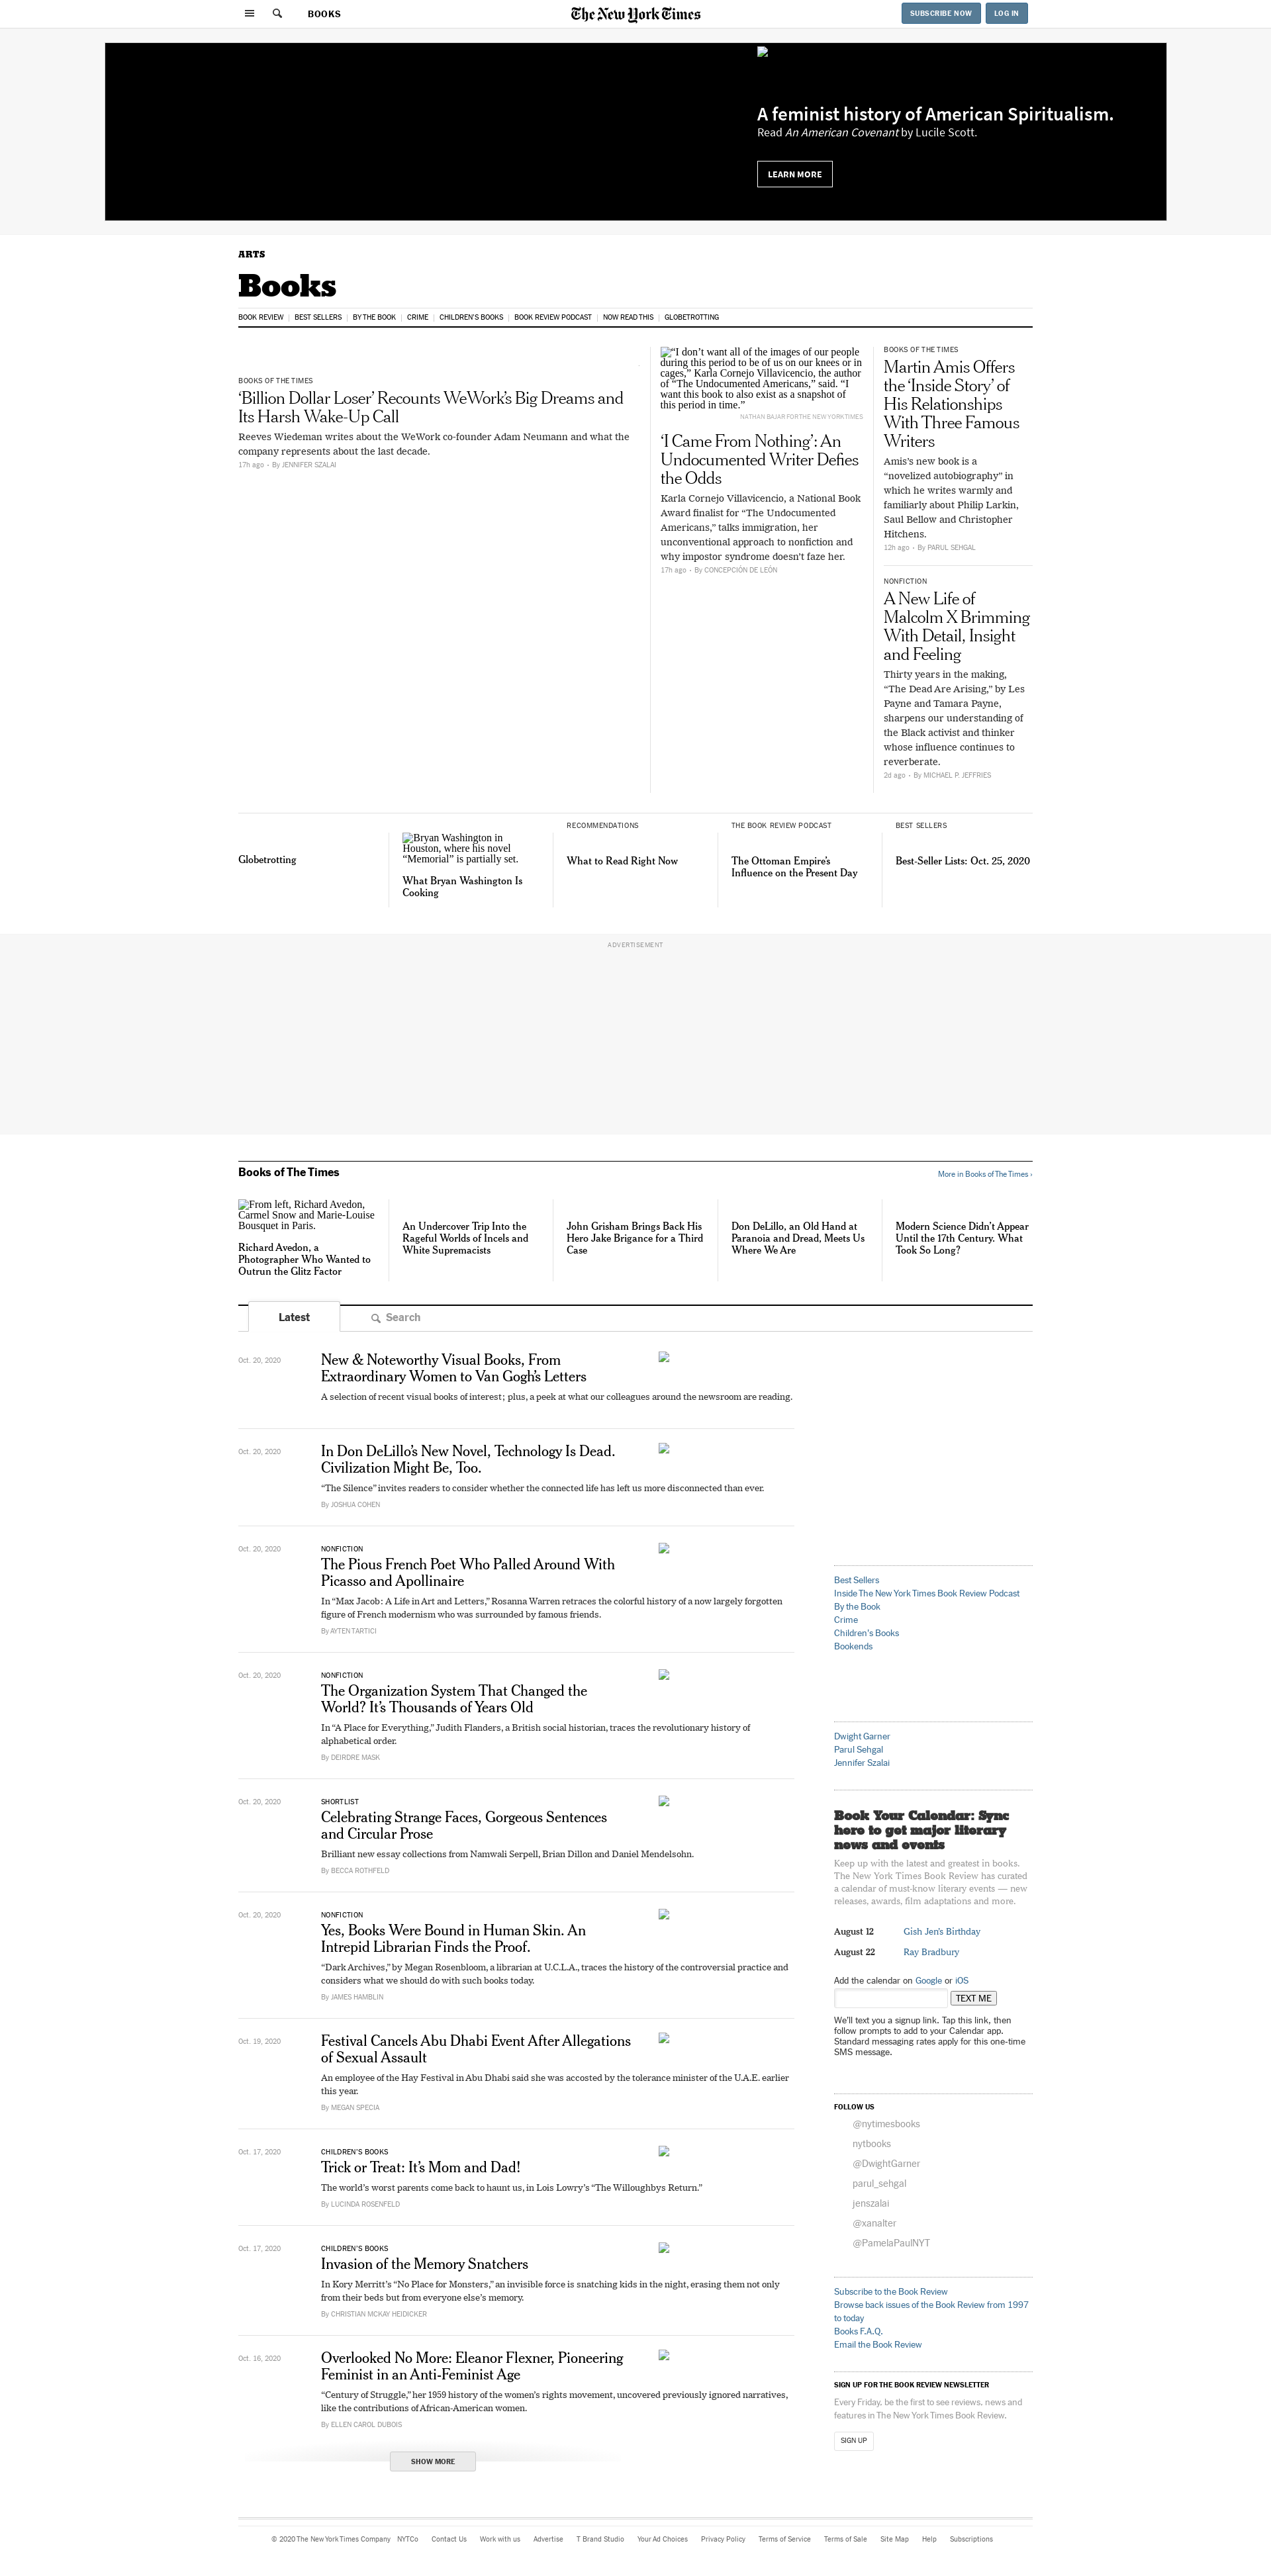 BOOKS
The New York Times
SUBSCRIBE NOW
LOG IN
A feminist history of American Spiritualism.
Read An American Covenant by Lucile Scott.
LEARN MORE
ARTS
Books
BOOK REVIEW | BEST SELLERS | BY THE BOOK | CRIME | CHILDREN'S BOOKS | BOOK REVIEW PODCAST | NOW READ THIS | GLOBETROTTING
BOOKS OF THE TIMES
‘Billion Dollar Loser’ Recounts WeWork’s Big Dreams and
Its Harsh Wake-Up Call
Reeves Wiedeman writes about the WeWork co-founder Adam Neumann and what the
company represents about the last decade.
17h ago · By JENNIFER SZALAI
“I don’t want all of the images of our people
during this period to be of us on our knees or in
cages,” Karla Cornejo Villavicencio, the author
of “The Undocumented Americans,” said. “I
want this book to also exist as a snapshot of
this period in time.”
NATHAN BAJAR FOR THE NEW YORK TIMES
‘I Came From Nothing’: An
Undocumented Writer Defies
the Odds
Karla Cornejo Villavicencio, a National Book
Award finalist for “The Undocumented
Americans,” talks immigration, her
unconventional approach to nonfiction and
why impostor syndrome doesn’t faze her.
17h ago · By CONCEPCIÓN DE LEÓN
BOOKS OF THE TIMES
Martin Amis Offers
the ‘Inside Story’ of
His Relationships
With Three Famous
Writers
Amis’s new book is a
“novelized autobiography” in
which he writes warmly and
familiarly about Philip Larkin,
Saul Bellow and Christopher
Hitchens.
12h ago · By PARUL SEHGAL
NONFICTION
A New Life of
Malcolm X Brimming
With Detail, Insight
and Feeling
Thirty years in the making,
“The Dead Are Arising,” by Les
Payne and Tamara Payne,
sharpens our understanding of
the Black activist and thinker
whose influence continues to
reverberate.
2d ago · By MICHAEL P. JEFFRIES
Globetrotting
Bryan Washington in
Houston, where his novel
“Memorial” is partially set.
What Bryan Washington Is
Cooking
RECOMMENDATIONS
What to Read Right Now
THE BOOK REVIEW PODCAST
The Ottoman Empire’s
Influence on the Present Day
BEST SELLERS
Best-Seller Lists: Oct. 25, 2020
ADVERTISEMENT
Books of The Times
More in Books of The Times ›
From left, Richard Avedon,
Carmel Snow and Marie-Louise
Bousquet in Paris.
Richard Avedon, a
Photographer Who Wanted to
Outrun the Glitz Factor
An Undercover Trip Into the
Rageful Worlds of Incels and
White Supremacists
John Grisham Brings Back His
Hero Jake Brigance for a Third
Case
Don DeLillo, an Old Hand at
Paranoia and Dread, Meets Us
Where We Are
Modern Science Didn’t Appear
Until the 17th Century. What
Took So Long?
Latest
Search
Oct. 20, 2020
New & Noteworthy Visual Books, From
Extraordinary Women to Van Gogh’s Letters
A selection of recent visual books of interest; plus, a peek at what our colleagues around the newsroom are reading.
Oct. 20, 2020
In Don DeLillo’s New Novel, Technology Is Dead.
Civilization Might Be, Too.
“The Silence” invites readers to consider whether the connected life has left us more disconnected than ever.
By JOSHUA COHEN
Oct. 20, 2020
NONFICTION
The Pious French Poet Who Palled Around With
Picasso and Apollinaire
In “Max Jacob: A Life in Art and Letters,” Rosanna Warren retraces the colorful history of a now largely forgotten
figure of French modernism who was surrounded by famous friends.
By AYTEN TARTICI
Oct. 20, 2020
NONFICTION
The Organization System That Changed the
World? It’s Thousands of Years Old
In “A Place for Everything,” Judith Flanders, a British social historian, traces the revolutionary history of
alphabetical order.
By DEIRDRE MASK
Oct. 20, 2020
SHORTLIST
Celebrating Strange Faces, Gorgeous Sentences
and Circular Prose
Brilliant new essay collections from Namwali Serpell, Brian Dillon and Daniel Mendelsohn.
By BECCA ROTHFELD
Oct. 20, 2020
NONFICTION
Yes, Books Were Bound in Human Skin. An
Intrepid Librarian Finds the Proof.
“Dark Archives,” by Megan Rosenbloom, a librarian at U.C.L.A., traces the history of the controversial practice and
considers what we should do with such books today.
By JAMES HAMBLIN
Oct. 19, 2020
Festival Cancels Abu Dhabi Event After Allegations
of Sexual Assault
An employee of the Hay Festival in Abu Dhabi said she was accosted by the tolerance minister of the U.A.E. earlier
this year.
By MEGAN SPECIA
Oct. 17, 2020
CHILDREN’S BOOKS
Trick or Treat: It’s Mom and Dad!
The world’s worst parents come back to haunt us, in Lois Lowry’s “The Willoughbys Return.”
By LUCINDA ROSENFELD
Oct. 17, 2020
CHILDREN’S BOOKS
Invasion of the Memory Snatchers
In Kory Merritt’s “No Place for Monsters,” an invisible force is snatching kids in the night, erasing them not only
from their beds but from everyone else’s memory.
By CHRISTIAN MCKAY HEIDICKER
Oct. 16, 2020
Overlooked No More: Eleanor Flexner, Pioneering
Feminist in an Anti-Feminist Age
“Century of Struggle,” her 1959 history of the women’s rights movement, uncovered previously ignored narratives,
like the contributions of African-American women.
By ELLEN CAROL DUBOIS
SHOW MORE
Best Sellers
Inside The New York Times Book Review Podcast
By the Book
Crime
Children’s Books
Bookends
Dwight Garner
Parul Sehgal
Jennifer Szalai
Book Your Calendar: Sync
here to get major literary
news and events
Keep up with the latest and greatest in books.
The New York Times Book Review has curated
a calendar of must-know literary events — new
releases, awards, film adaptations and more.
August 12 Gish Jen’s Birthday
August 22 Ray Bradbury
Add the calendar on Google or iOS
TEXT ME
We’ll text you a signup link. Tap this link, then
follow prompts to add to your Calendar app.
Standard messaging rates apply for this one-time
SMS message.
FOLLOW US
@nytimesbooks
nytbooks
@DwightGarner
parul_sehgal
jenszalai
@xanalter
@PamelaPaulNYT
Subscribe to the Book Review
Browse back issues of the Book Review from 1997
to today
Books F.A.Q.
Email the Book Review
SIGN UP FOR THE BOOK REVIEW NEWSLETTER
Every Friday, be the first to see reviews, news and
features in The New York Times Book Review.
SIGN UP
© 2020 The New York Times Company NYTCo Contact Us Work with us Advertise T Brand Studio Your Ad Choices Privacy Policy Terms of Service Terms of Sale Site Map Help Subscriptions